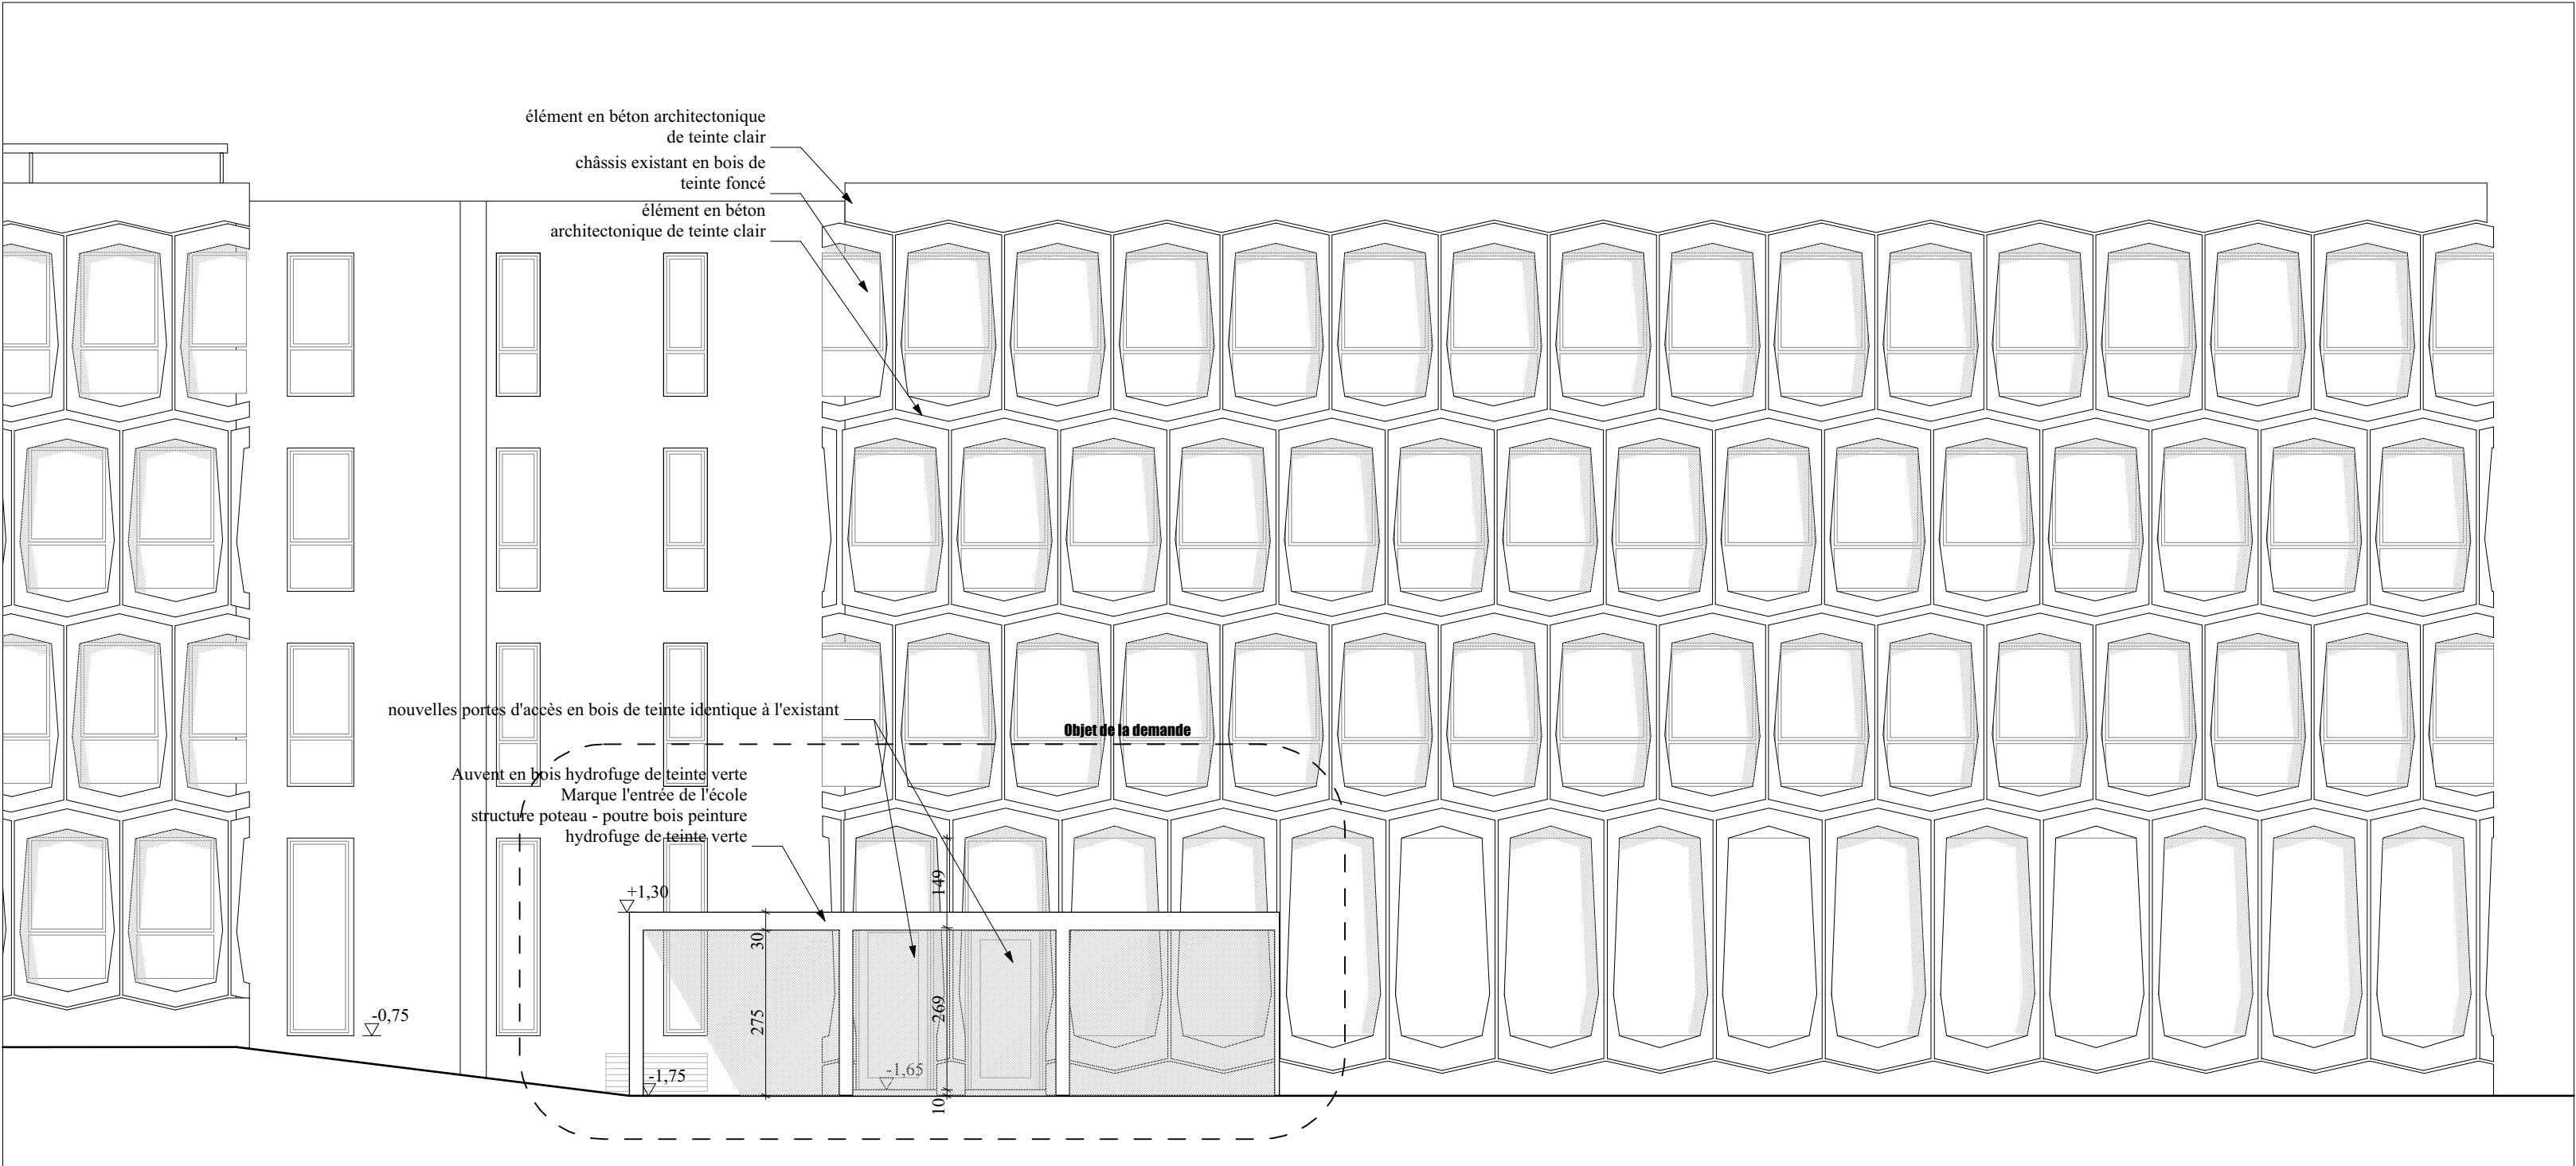 élément en béton architectonique
de teinte clair
châssis existant en bois de
teinte foncé
élément en béton
architectonique de teinte clair
nouvelles portes d'accès en bois de teinte identique à l'existant
Objet de la demande
Auvent en bois hydrofuge de teinte verte
Marque l'entrée de l'école
structure poteau - poutre bois peinture
hydrofuge de teinte verte
+1,30
149
30
269
275
-0,75
-1,65
-1,75
10